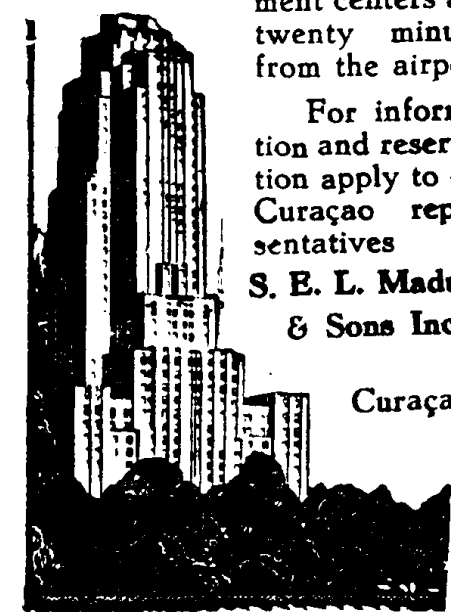 ment centers
twenty minu
from the airp
For infor
tion and reser
tion apply to
Curaçao rep
sentatives
S. E. L. Madu
& Sons Inc
Curaça